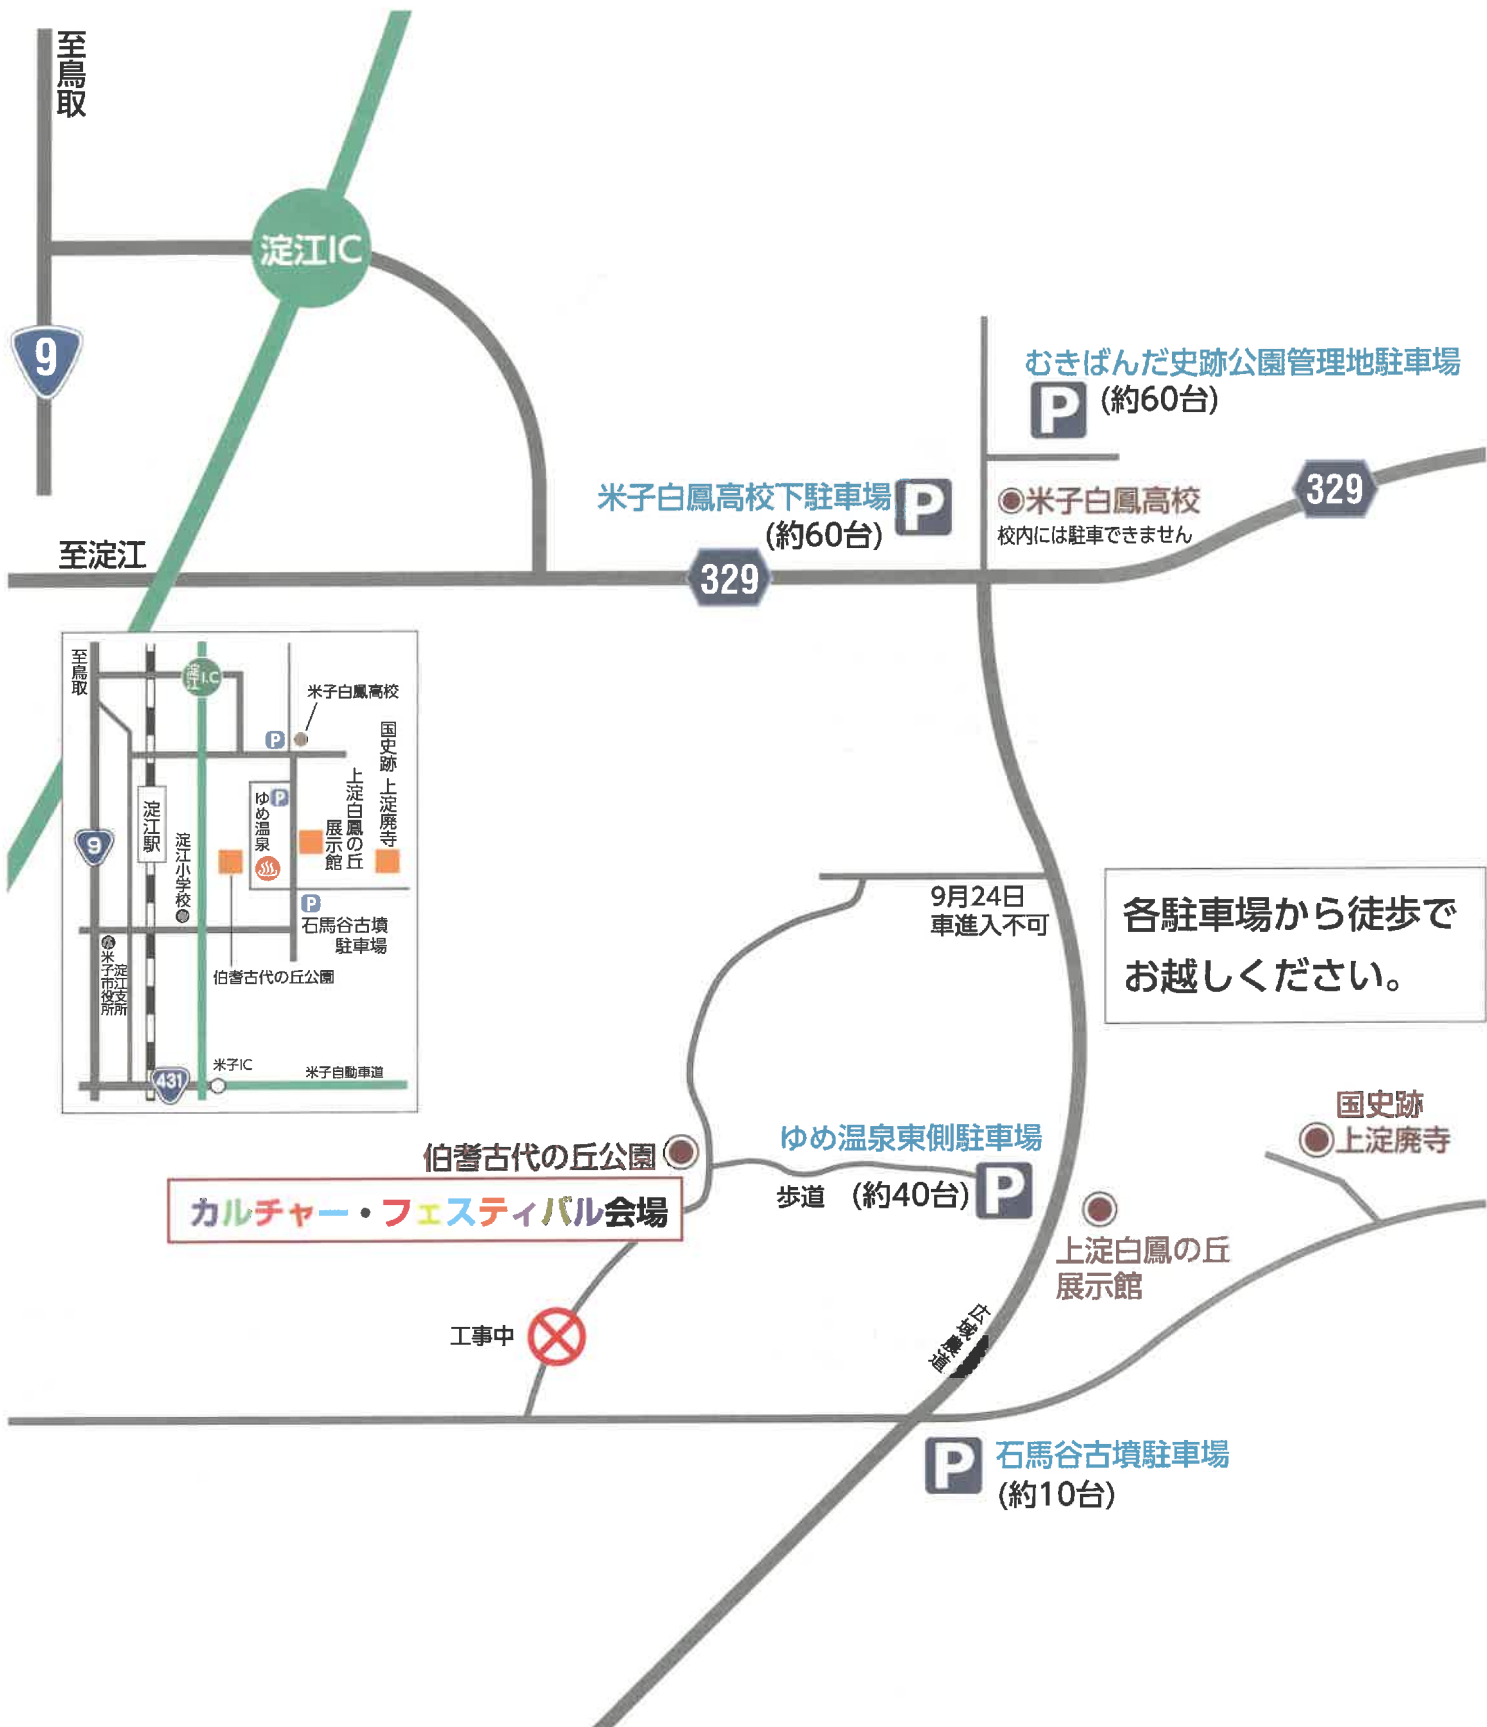 至鳥取
淀江IC
9
むきばんだ史跡公園管理地駐車場
P
(約60台)
米子白鳳高校下駐車場
P
(約60台)
米子白鳳高校
校内には駐車できません
329
至淀江
329
至鳥取
淀江I.C
米子白鳳高校
P
国史跡 上淀廃寺
上淀白鳳の丘
展示館
ゆめ温泉
P
淀江駅
9
淀江小学校
P
石馬谷古墳
駐車場
米子市役所
淀江支所
伯耆古代の丘公園
米子IC
米子自動車道
431
9月24日
車進入不可
各駐車場から徒歩で
お越しください。
国史跡
上淀廃寺
伯耆古代の丘公園
ゆめ温泉東側駐車場
歩道
(約40台)
P
カルチャー・フェスティバル会場
上淀白鳳の丘
展示館
工事中
広域農道
P
石馬谷古墳駐車場
(約10台)